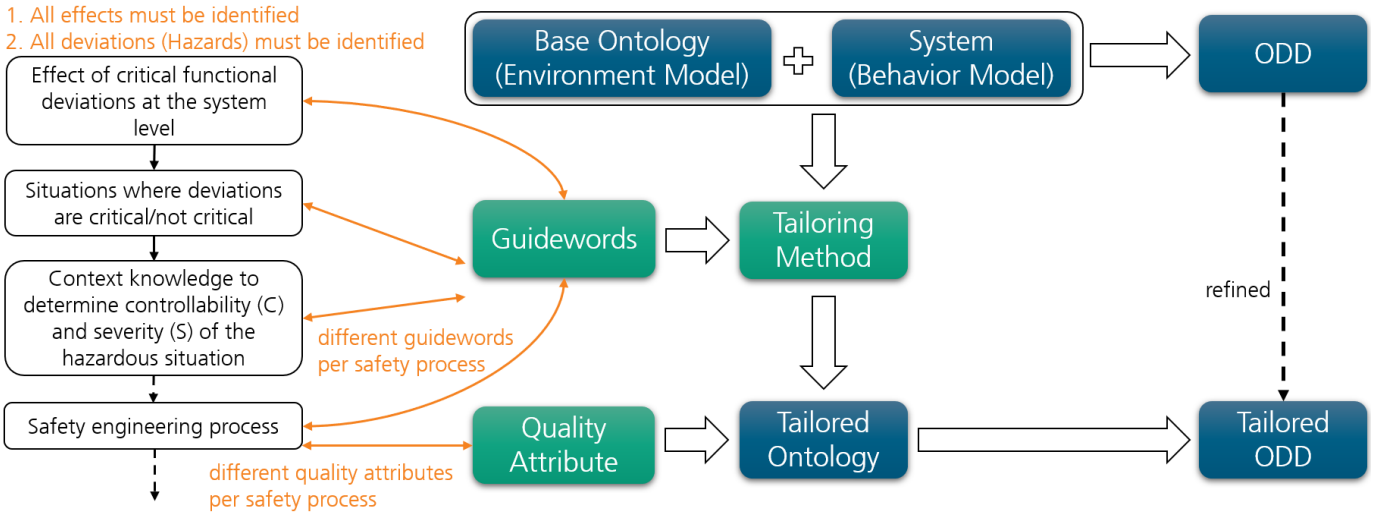 1. All effects must be identified
2. All deviations (Hazards) must be identified
Effect of critical functional
deviations at the system
level
Situations where deviations
are critical/not critical
Context knowledge to
determine controllability (C)
and severity (S) of the
hazardous situation
Safety engineering process
different guidewords
per safety process
different quality attributes
per safety process
Base Ontology
(Environment Model)
System
(Behavior Model)
ODD
Guidewords
Tailoring
Method
refined
Quality
Attribute
Tailored
Ontology
Tailored
ODD